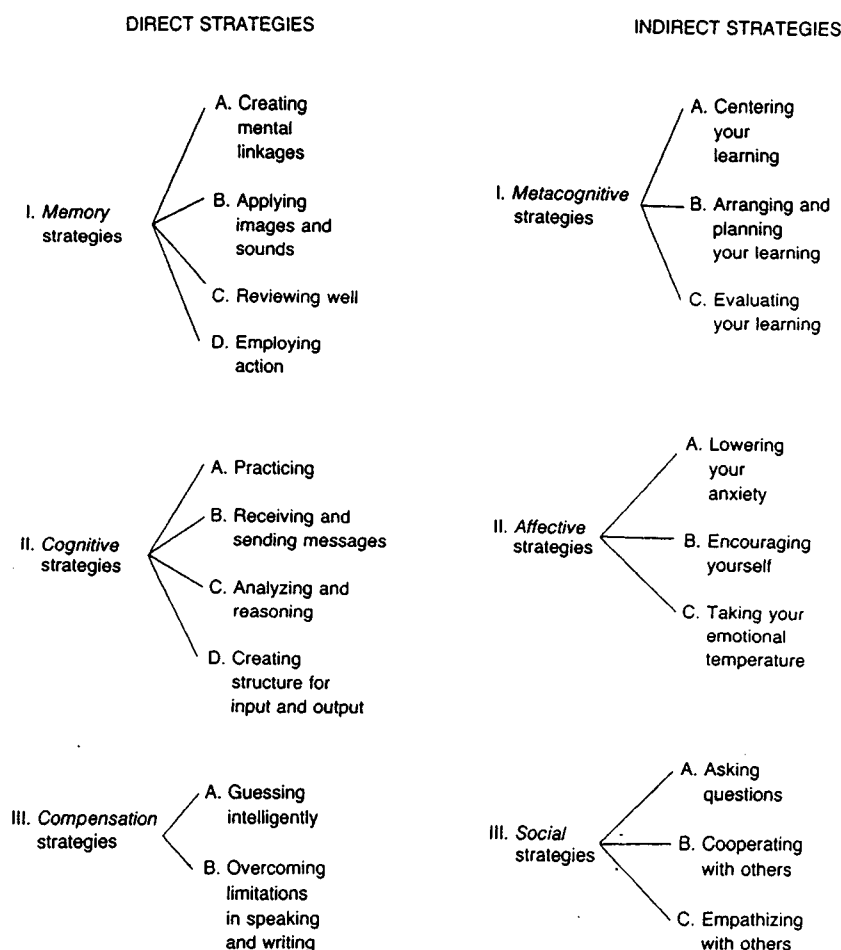 DIRECT STRATEGIES
I. Memory
strategies
A. Creating
mental
linkages
B. Applying
images and
sounds
C. Reviewing well
D. Employing
action
II. Cognitive
strategies
A. Practicing
B. Receiving and
sending messages
C. Analyzing and
reasoning
D. Creating
structure for
input and output
III. Compensation
strategies
A. Guessing
intelligently
B. Overcoming
limitations
in speaking
and writing
INDIRECT STRATEGIES
I. Metacognitive
strategies
A. Centering
your
learning
B. Arranging and
planning
your learning
C. Evaluating
your learning
II. Affective
strategies
A. Lowering
your
anxiety
B. Encouraging
yourself
C. Taking your
emotional
temperature
III. Social
strategies
A. Asking
questions
B. Cooperating
with others
C. Empathizing
with others